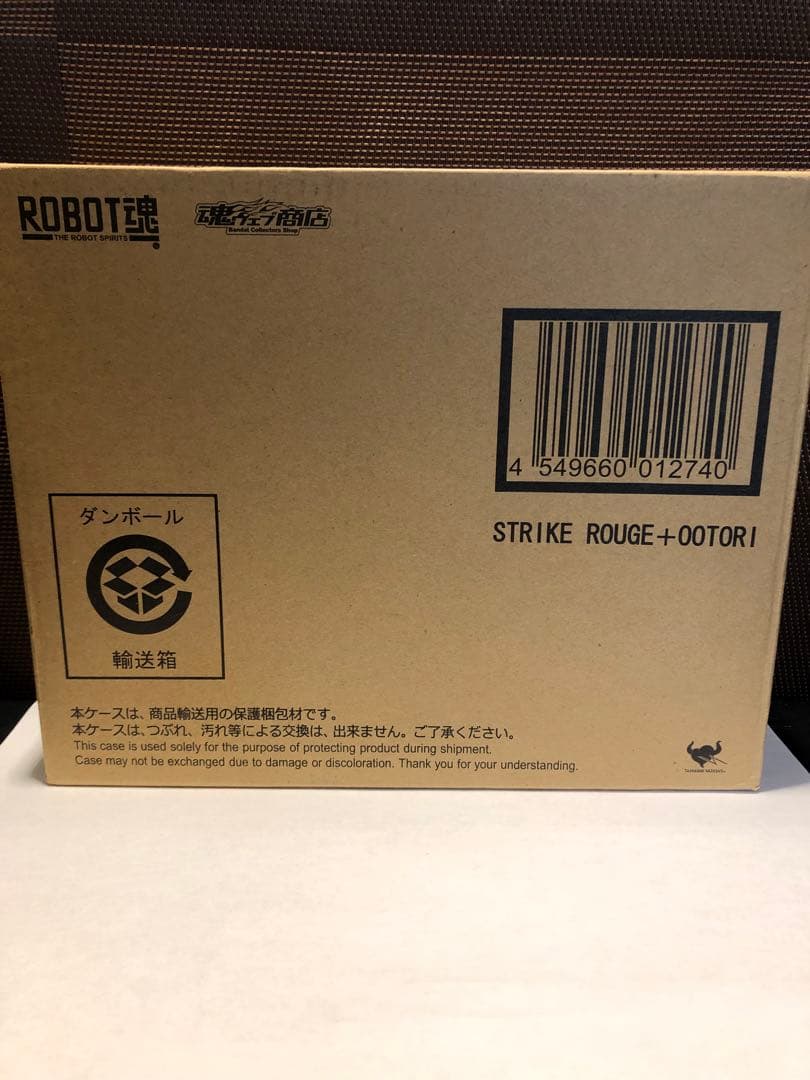 ROBOT魂
THE ROBOT SPIRITS
魂ウェブ商店
Bandai Collectors Shop
4 549660 012740
STRIKE ROUGE+OOTORI
ダンボール
輸送箱
本ケースは、商品輸送用の保護梱包材です。
本ケースは、つぶれ、汚れ等による交換は、出来ません。ご了承ください。
This case is used solely for the purpose of protecting product during shipment.
Case may not be exchanged due to damage or discoloration. Thank you for your understanding.
TAMASHII NATIONS